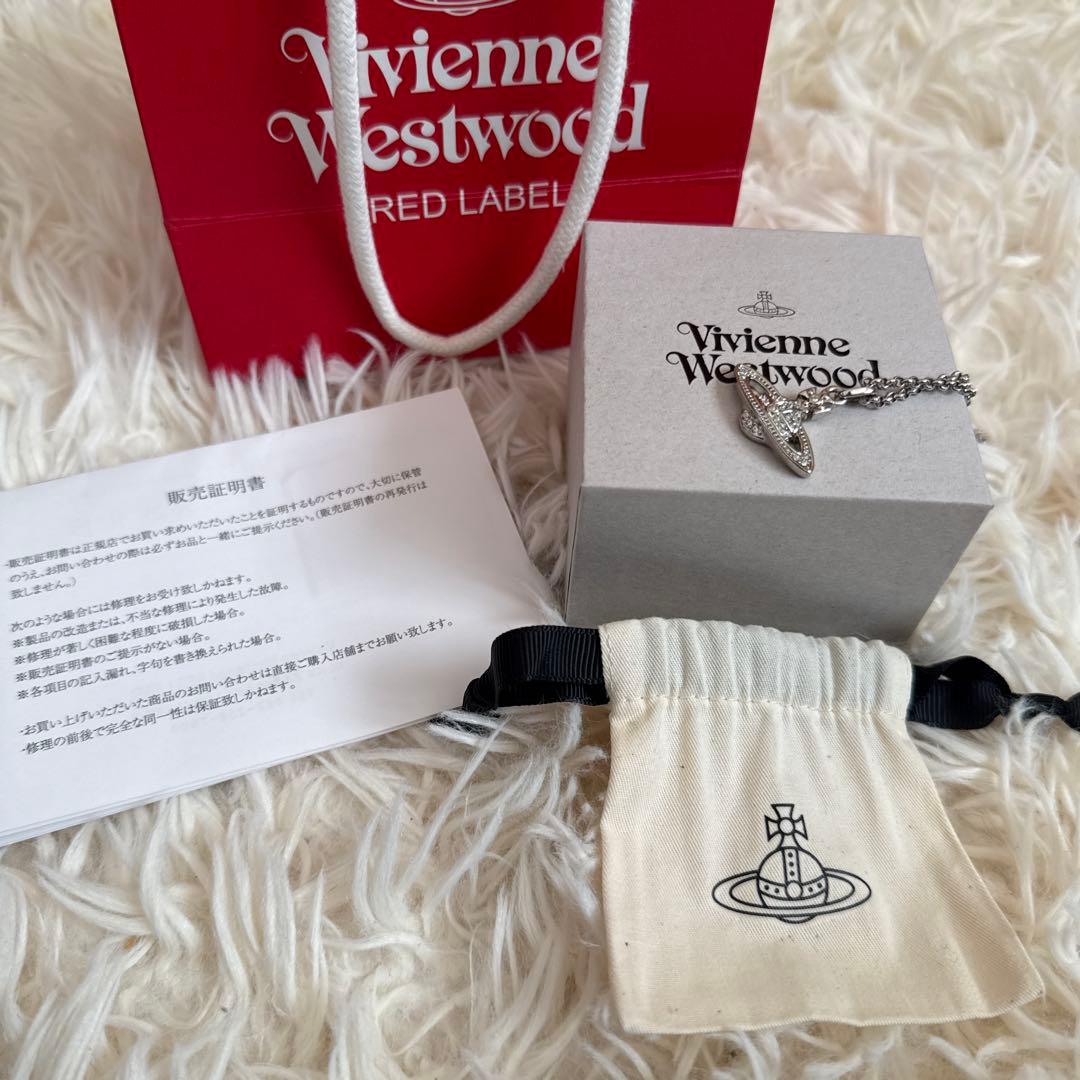 Vivienne
Westwood
RED LABEL
Vivienne
Westwood
販売証明書
・販売証明書は正規店でお買い求めいただいたことを証明するものですので、大切に保管
のうえ、お問い合わせの際は必ずお品と一緒にご提示ください。(販売証明書の再発行は
致しません。)
次のような場合には修理をお受け致しかねます。
※製品の改造または、不当な修理により発生した故障。
※修理が著しく困難な程度に破損した場合。
※販売証明書のご提示がない場合。
※各項目の記入漏れ、字句を書き換えられた場合。
・お買い上げいただいた商品のお問い合わせは直接ご購入店舗までお願い致します。
・修理の前後で完全な同一性は保証致しかねます。